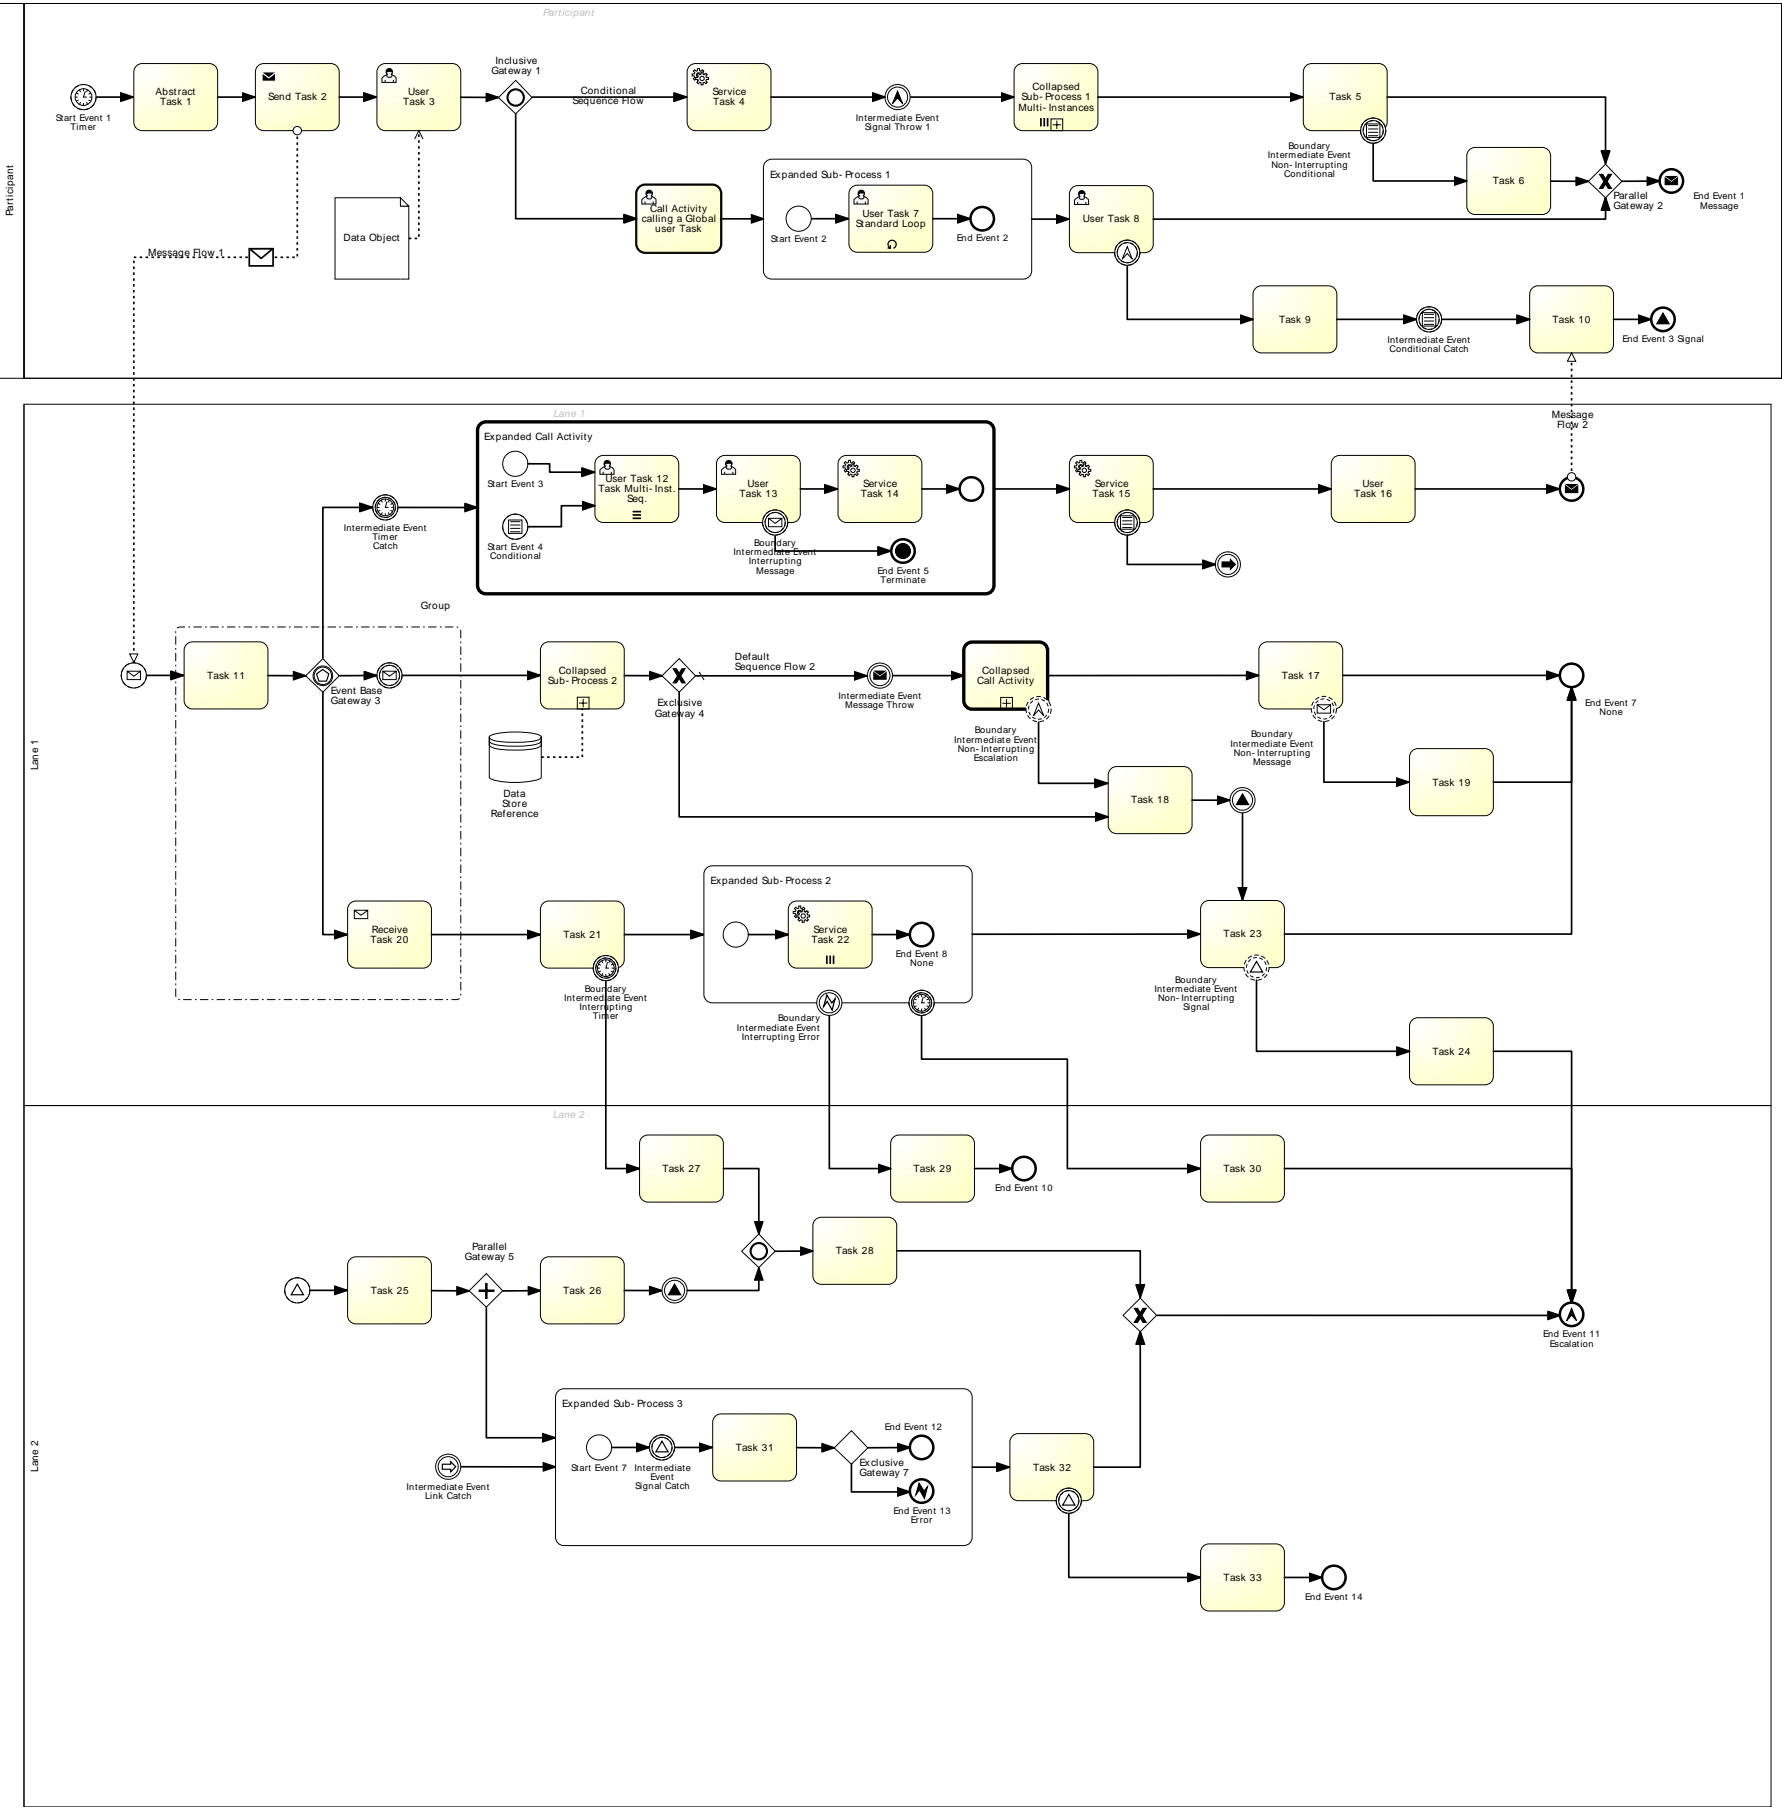 Participant
Participant
Start Event 1
Timer
Abstract
Task 1
Send Task 2
User
Task 3
Inclusive
Gateway 1
Conditional
Sequence Flow
Service
Task 4
Intermediate Event
Signal Throw 1
Collapsed
Sub- Process 1
Multi- Instances
Task 5
Boundary
Intermediate Event
Non- Interrupting
Conditional
Task 6
Parallel
Gateway 2
End Event 1
Message
Message Flow 1
Data Object
Call Activity
calling a Global
user Task
Expanded Sub- Process 1
Start Event 2
User Task 7
Standard Loop
End Event 2
User Task 8
Task 9
Intermediate Event
Conditional Catch
Task 10
End Event 3 Signal
Message
Flow 2
Lane 1
Lane 1
Expanded Call Activity
Start Event 3
Start Event 4
Conditional
User Task 12
Task Multi- Inst.
Seq.
User
Task 13
Service
Task 14
Boundary
Intermediate Event
Interrupting
Message
End Event 5
Terminate
Service
Task 15
User
Task 16
Intermediate Event
Timer
Catch
Group
Task 11
Event Base
Gateway 3
Collapsed
Sub- Process 2
Data
Store
Reference
Exclusive
Gateway 4
Default
Sequence Flow 2
Intermediate Event
Message Throw
Collapsed
Call Activity
Boundary
Intermediate Event
Non- Interrupting
Escalation
Task 17
Boundary
Intermediate Event
Non- Interrupting
Message
End Event 7
None
Task 18
Task 19
Receive
Task 20
Task 21
Boundary
Intermediate Event
Interrupting
Timer
Expanded Sub- Process 2
Service
Task 22
End Event 8
None
Boundary
Intermediate Event
Interrupting Error
Task 23
Boundary
Intermediate Event
Non- Interrupting
Signal
Task 24
Lane 2
Lane 2
Task 27
Task 29
End Event 10
Task 30
Task 25
Parallel
Gateway 5
Task 26
Task 28
End Event 11
Escalation
Intermediate Event
Link Catch
Expanded Sub- Process 3
Start Event 7
Intermediate
Event
Signal Catch
Task 31
Exclusive
Gateway 7
End Event 12
End Event 13
Error
Task 32
Task 33
End Event 14